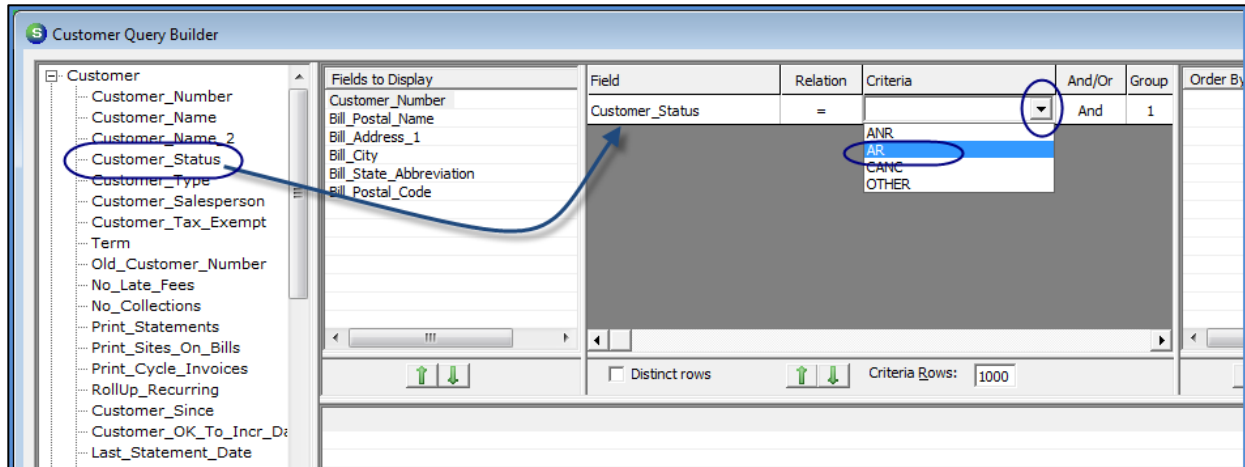 S Customer Query Builder
Customer
Customer_Number
Customer_Name
Customer_Name_2
Customer_Status
Customer_Type
Customer_Salesperson
Customer_Tax_Exempt
Term
Old_Customer_Number
No_Late_Fees
No_Collections
Print_Statements
Print_Sites_On_Bills
Print_Cycle_Invoices
RollUp_Recurring
Customer_Since
Customer_OK_To_Incr_Da
Last_Statement_Date
Fields to Display
Customer_Number
Bill_Postal_Name
Bill_Address_1
Bill_City
Bill_State_Abbreviation
Bill_Postal_Code
Field Relation Criteria And/Or Group
Customer_Status = And 1
ANR
AR
CANC
OTHER
Distinct rows Criteria Rows: 1000
Order By